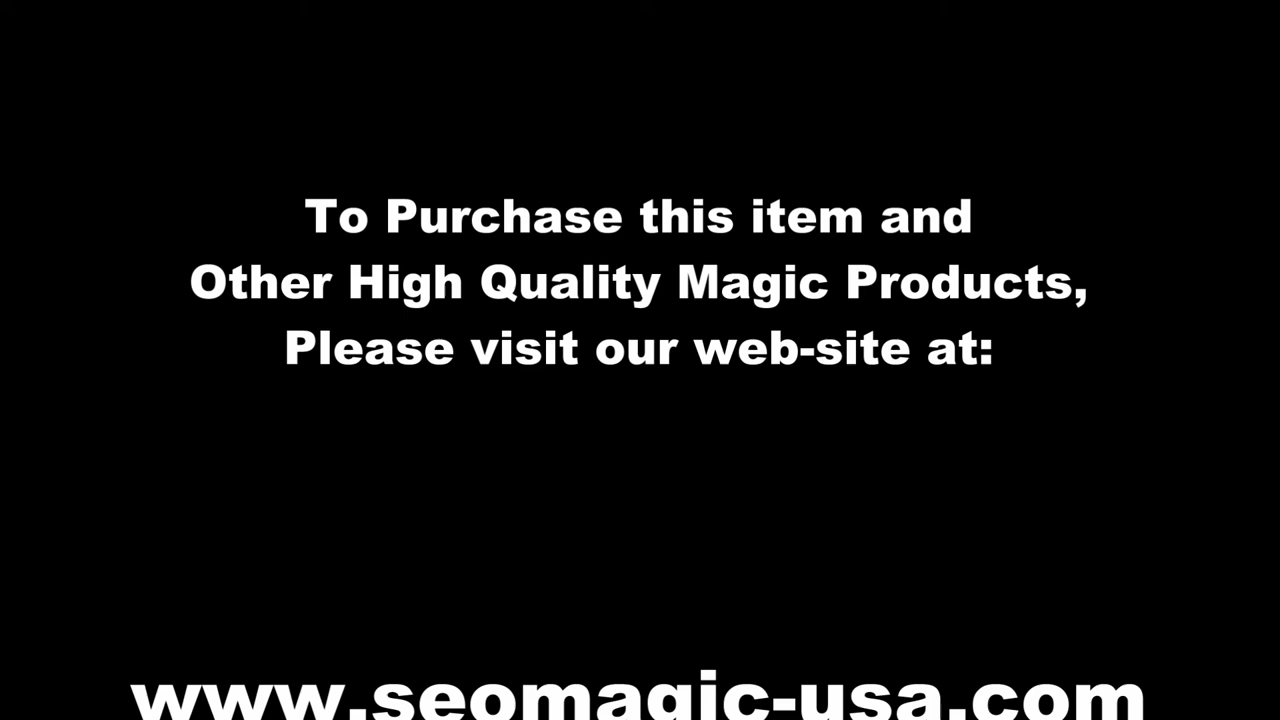 To Purchase this item and
Other High Quality Magic Products,
Please visit our web-site at:
www.seomagic-usa.com